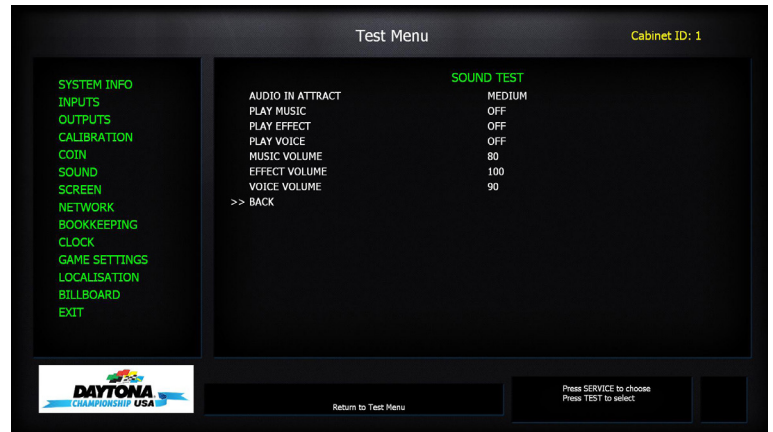 Test Menu
Cabinet ID: 1
SYSTEM INFO
INPUTS
OUTPUTS
CALIBRATION
COIN
SOUND
SCREEN
NETWORK
BOOKKEEPING
CLOCK
GAME SETTINGS
LOCALISATION
BILLBOARD
EXIT
SOUND TEST
AUDIO IN ATTRACT MEDIUM
PLAY MUSIC OFF
PLAY EFFECT OFF
PLAY VOICE OFF
MUSIC VOLUME 80
EFFECT VOLUME 100
VOICE VOLUME 90
>> BACK
DAYTONA
CHAMPIONSHIP USA
Return to Test Menu
Press SERVICE to choose
Press TEST to select